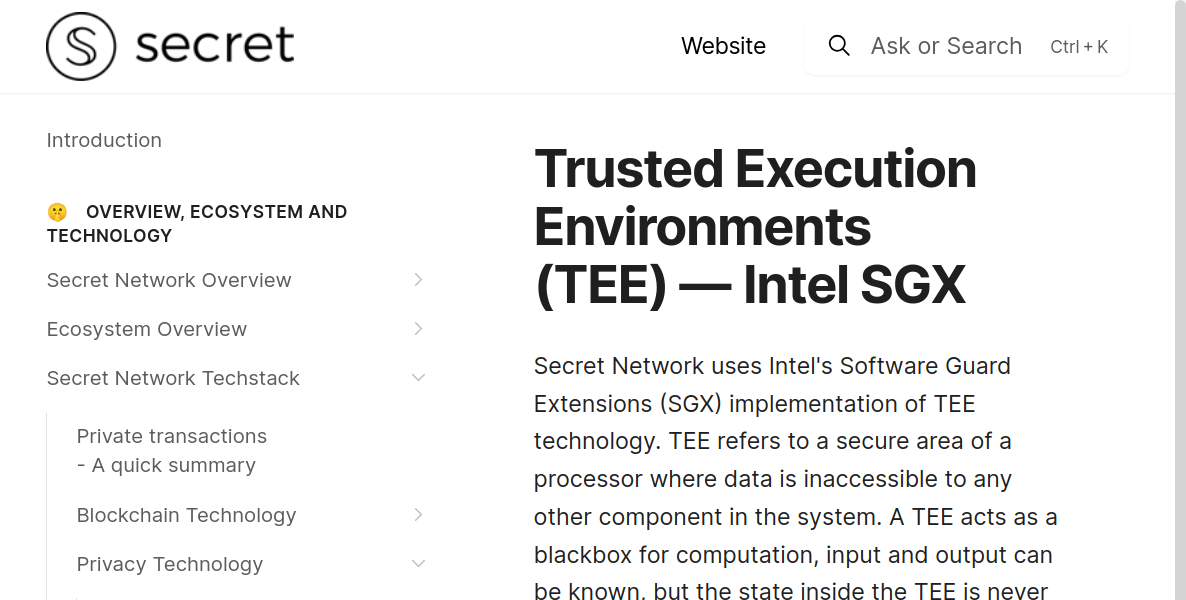 secret
Website
Ask or Search Ctrl + K
Introduction
OVERVIEW, ECOSYSTEM AND
TECHNOLOGY
Secret Network Overview
Ecosystem Overview
Secret Network Techstack
Private transactions
- A quick summary
Blockchain Technology
Privacy Technology
Trusted Execution
Environments
(TEE) — Intel SGX
Secret Network uses Intel's Software Guard
Extensions (SGX) implementation of TEE
technology. TEE refers to a secure area of a
processor where data is inaccessible to any
other component in the system. A TEE acts as a
blackbox for computation, input and output can
be known, but the state inside the TEE is never